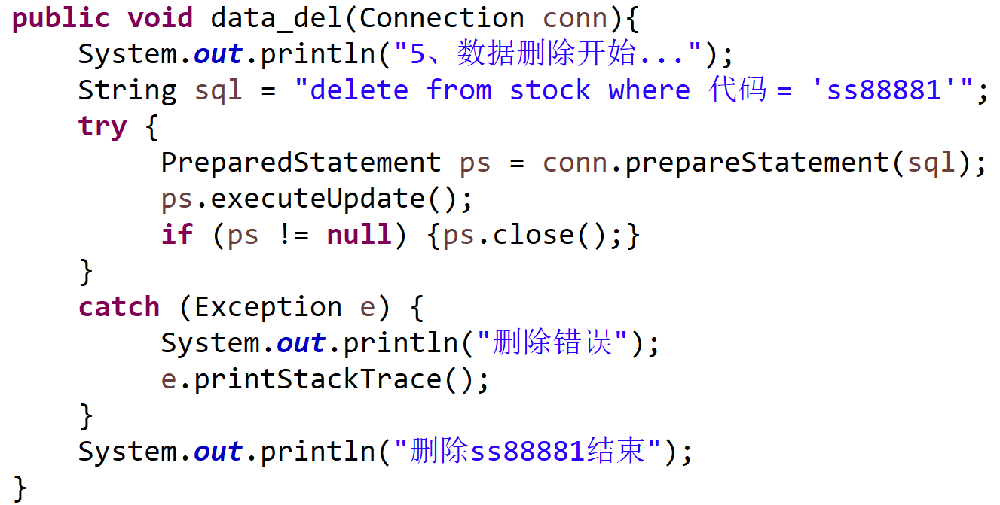 public void data_del(Connection conn){
System.out.println("5、数据删除开始...");
String sql = "delete from stock where 代码 = 'ss88881'";
try {
PreparedStatement ps = conn.prepareStatement(sql);
ps.executeUpdate();
if (ps != null) {ps.close();}
}
catch (Exception e) {
System.out.println("删除错误");
e.printStackTrace();
}
System.out.println("删除ss88881结束");
}